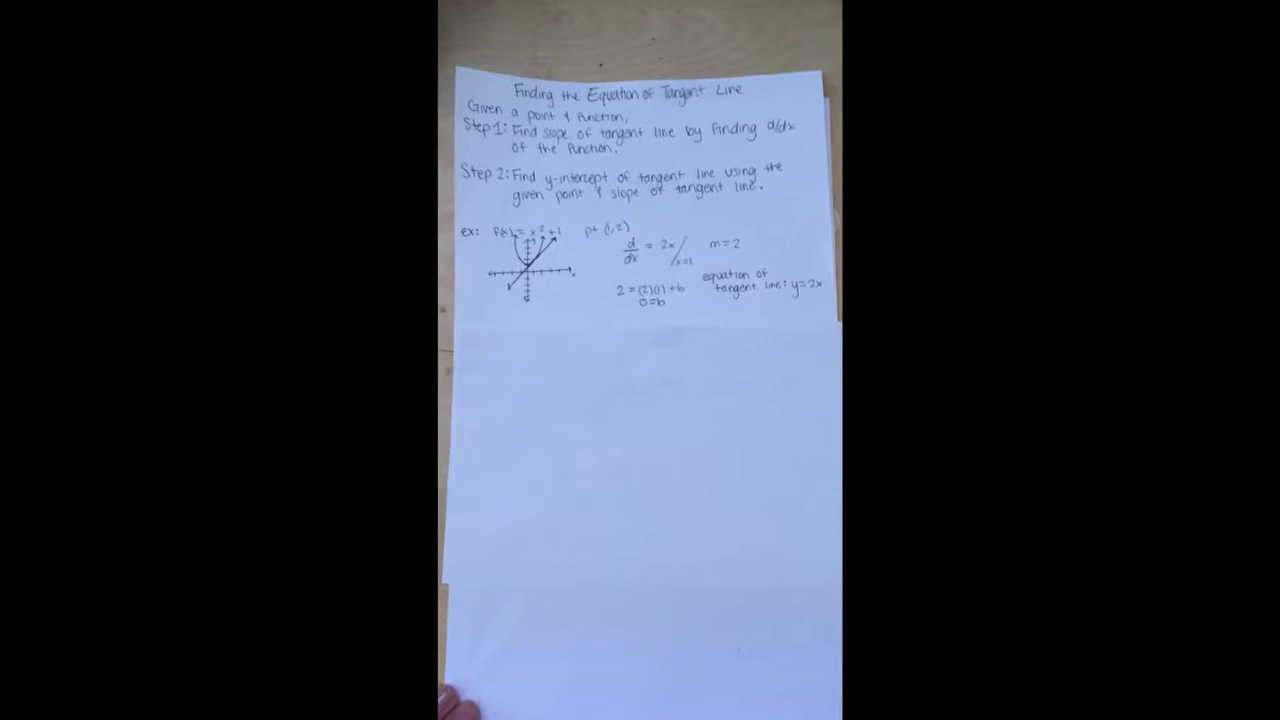 Finding the Equation of Tangent Line
Given a point & function,
Step 1: Find slope of tangent line by finding d/dx
of the function.
Step 2: Find y-intercept of tangent line using the
given point & slope of tangent line.
ex: f(x) = x² + 1 pt (1,2)
d/dx = 2x / x=1 m = 2
2 = (2)(1) + b
0 = b
equation of
tangent line: y = 2x
x